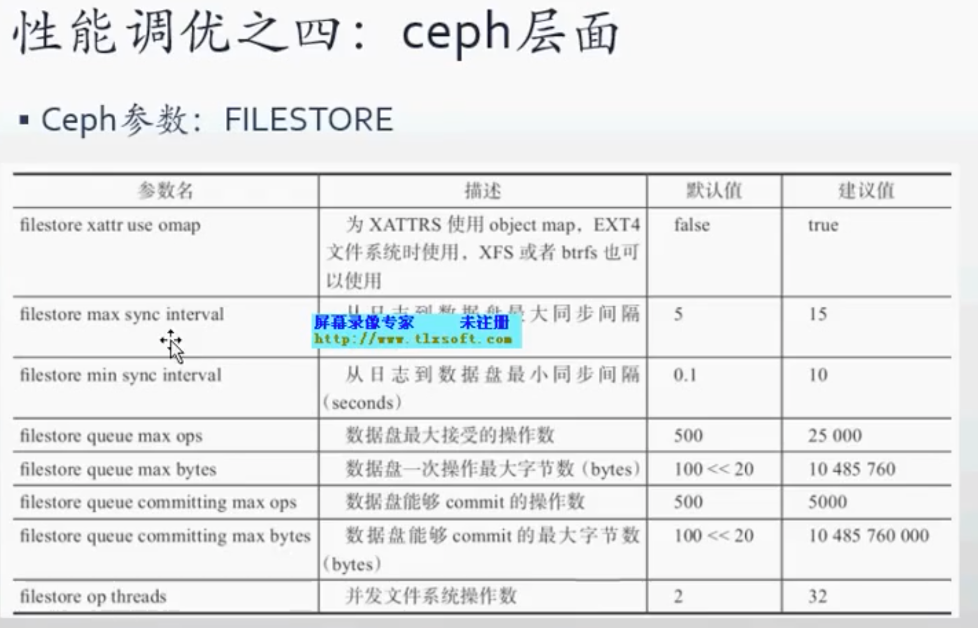 性能调优之四：ceph层面
▪ Ceph参数：FILESTORE
参数名 描述 默认值 建议值
filestore xattr use omap 为 XATTRS 使用 object map，EXT4 false true
文件系统时使用，XFS 或者 btrfs 也可
以使用
filestore max sync interval 从日志到数据盘最大同步间隔 5 15
屏幕录像专家 未注册
http://www.tlxsoft.com
filestore min sync interval 从日志到数据盘最小同步间隔 0.1 10
（seconds）
filestore queue max ops 数据盘最大接受的操作数 500 25 000
filestore queue max bytes 数据盘一次操作最大字节数（bytes） 100 << 20 10 485 760
filestore queue committing max ops 数据盘能够 commit 的操作数 500 5000
filestore queue committing max bytes 数据盘能够 commit 的最大字节数 100 << 20 10 485 760 000
（bytes）
filestore op threads 并发文件系统操作数 2 32